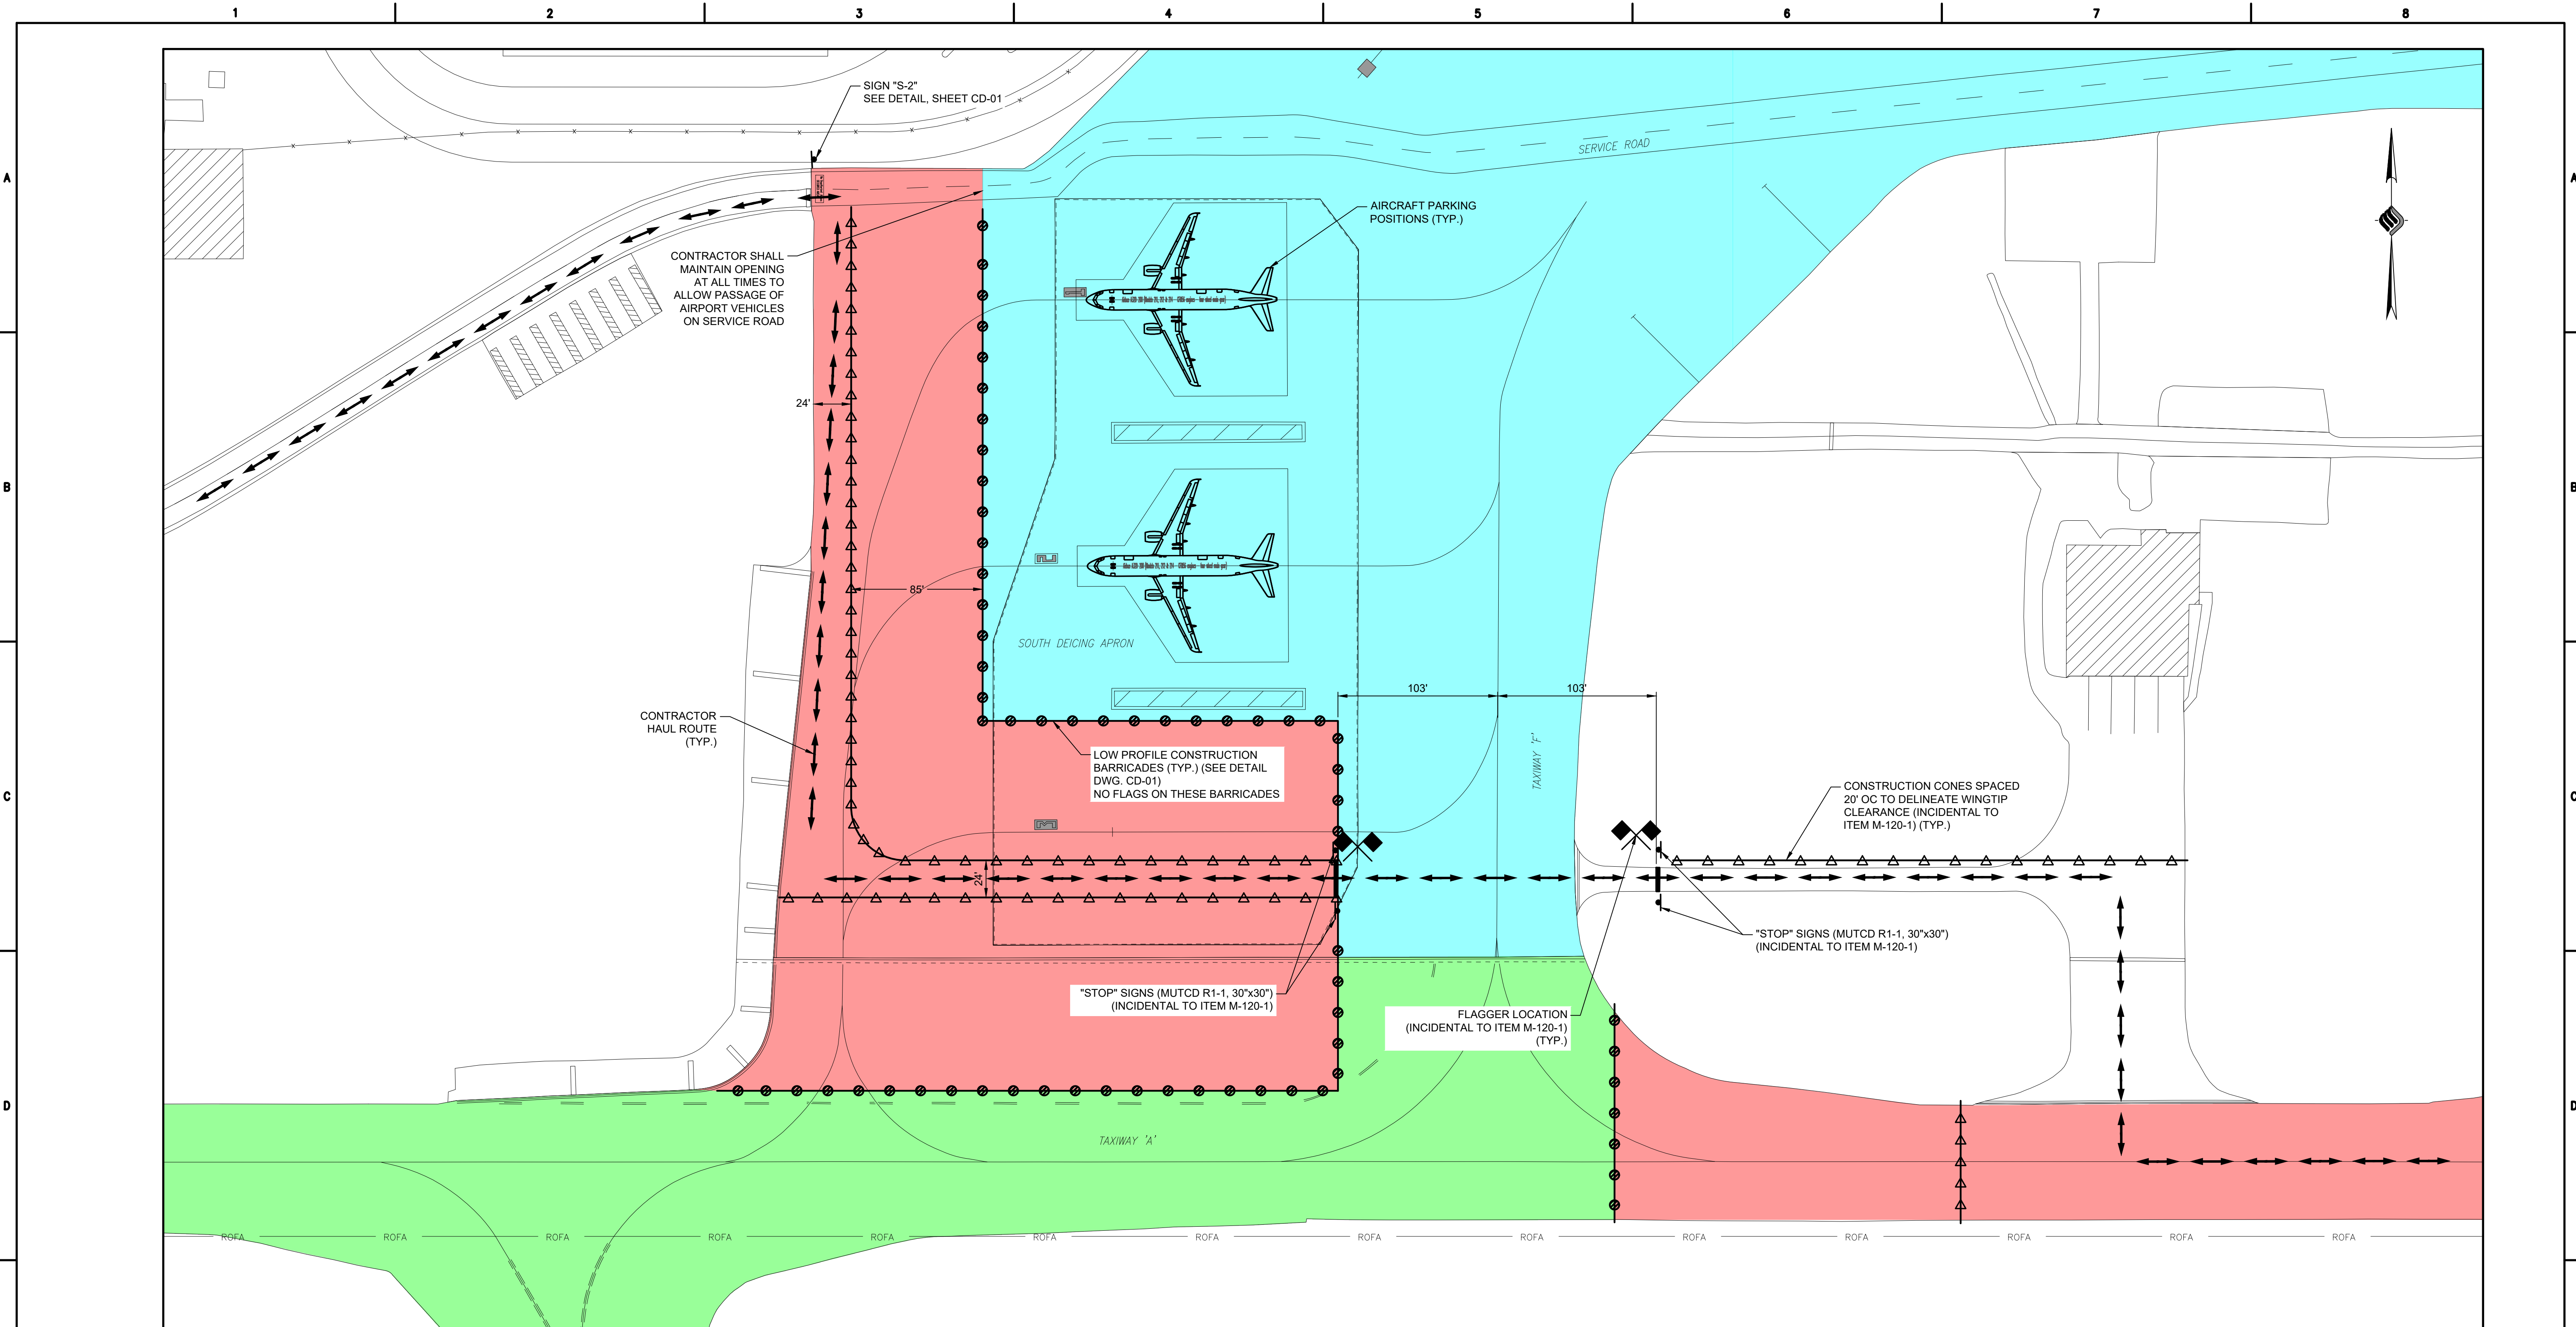 1 2 3 4 5 6 7 8
A A
B B
C C
D D
SIGN "S-2"
SEE DETAIL, SHEET CD-01
SERVICE ROAD
AIRCRAFT PARKING
POSITIONS (TYP.)
CONTRACTOR SHALL
MAINTAIN OPENING
AT ALL TIMES TO
ALLOW PASSAGE OF
AIRPORT VEHICLES
ON SERVICE ROAD
1
24'
2
85'
SOUTH DEICING APRON
103' 103'
CONTRACTOR
HAUL ROUTE
(TYP.)
LOW PROFILE CONSTRUCTION
BARRICADES (TYP.) (SEE DETAIL
DWG. CD-01)
NO FLAGS ON THESE BARRICADES
TAXIWAY 'F'
CONSTRUCTION CONES SPACED
20' OC TO DELINEATE WINGTIP
CLEARANCE (INCIDENTAL TO
ITEM M-120-1) (TYP.)
3
24'
"STOP" SIGNS (MUTCD R1-1, 30"x30")
(INCIDENTAL TO ITEM M-120-1)
"STOP" SIGNS (MUTCD R1-1, 30"x30")
(INCIDENTAL TO ITEM M-120-1)
FLAGGER LOCATION
(INCIDENTAL TO ITEM M-120-1)
(TYP.)
TAXIWAY 'A'
ROFA ROFA ROFA ROFA ROFA ROFA ROFA ROFA ROFA ROFA ROFA ROFA ROFA ROFA